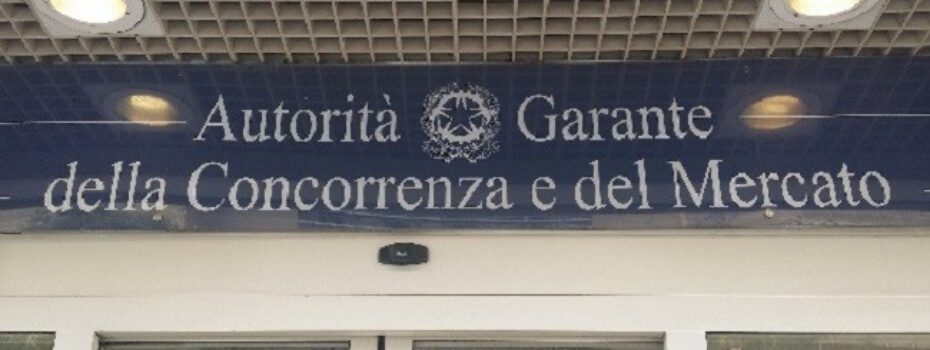 Autorità Garante
della Concorrenza e del Mercato